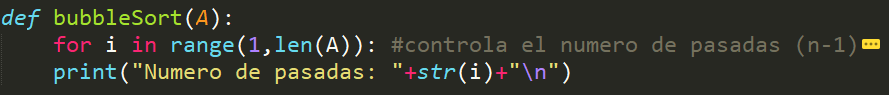 def bubbleSort(A):
    for i in range(1,len(A)): #controla el numero de pasadas (n-1)
    print("Numero de pasadas: "+str(i)+"\n")